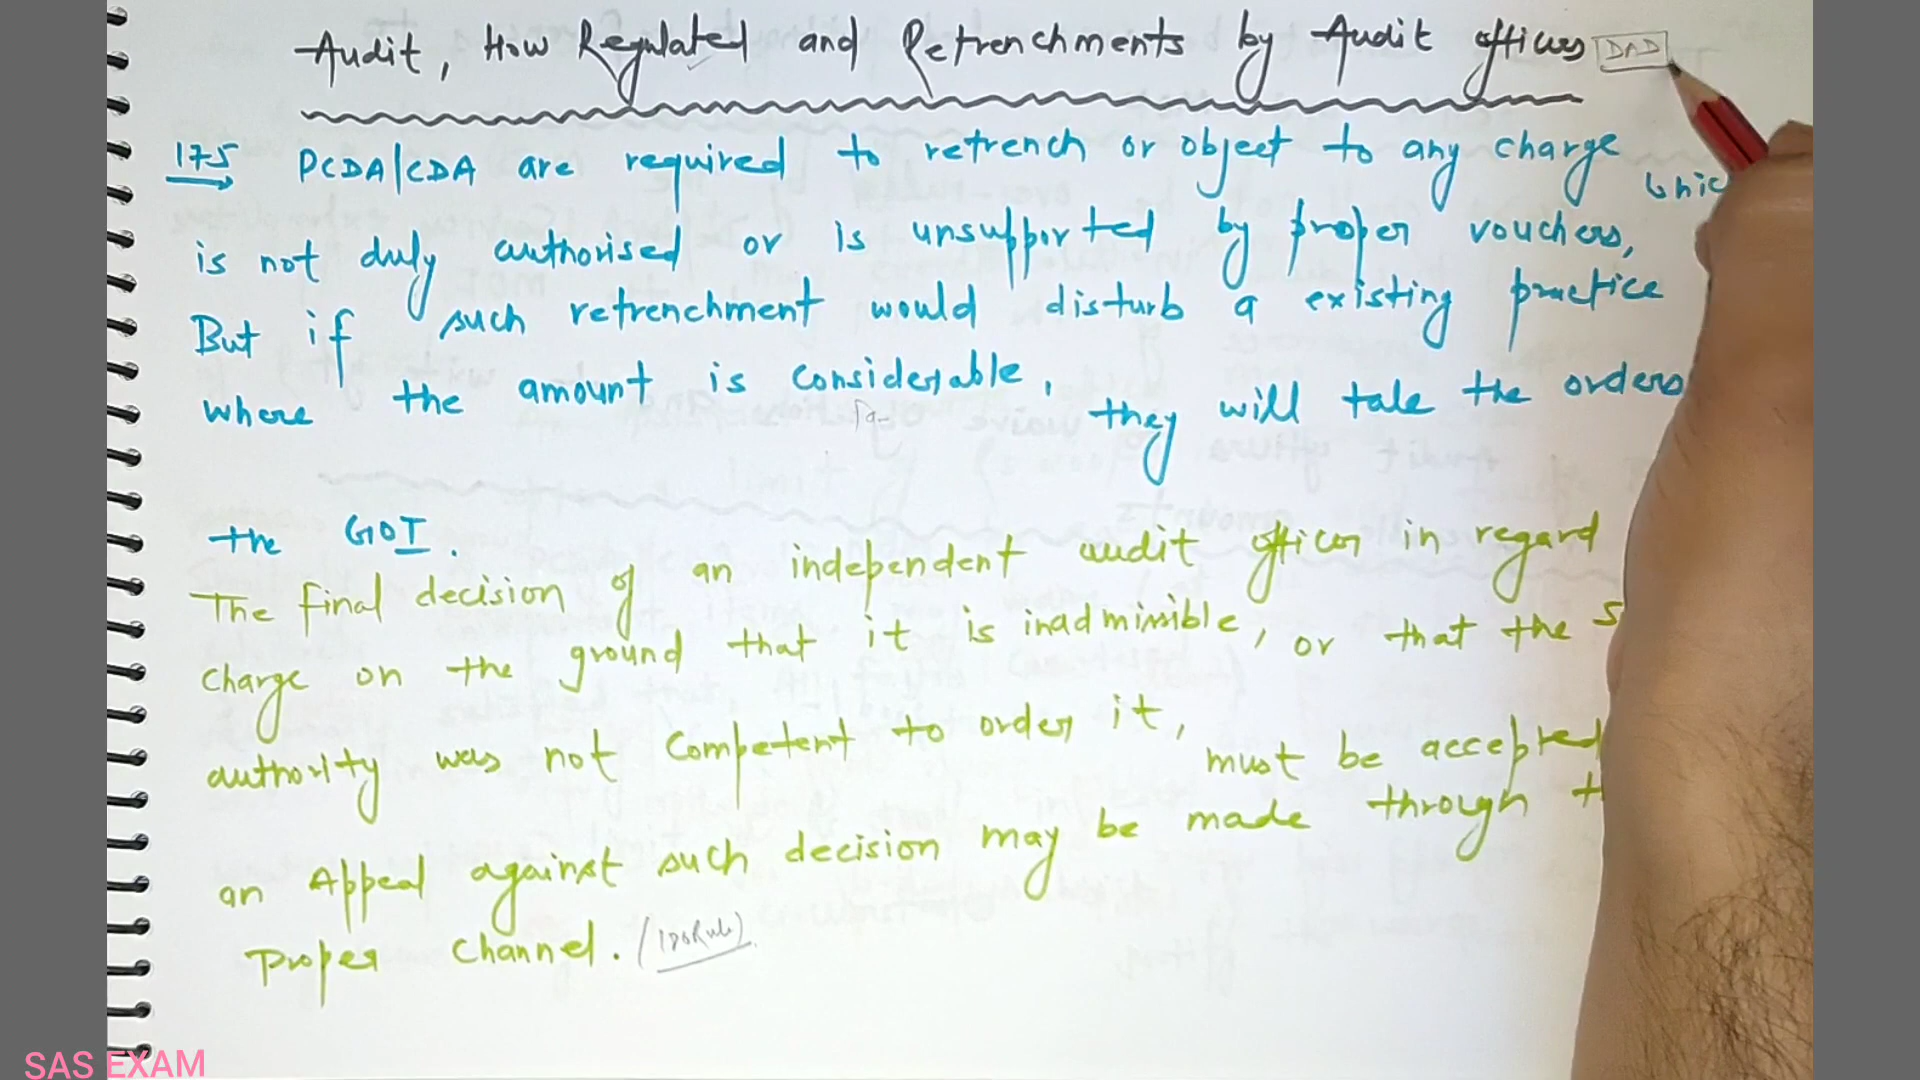 Audit, How Regulated and Retrenchments by Audit officers DAD
175 PCDA/CDA are required to retrench or object to any charge whic
is not duly authorised or is unsupported by proper vouchers,
But if such retrenchment would disturb a existing practice
where the amount is considerable, they will take the orders
the GOI.
The final decision of an independent audit officer in regard
charge on the ground that it is inadmissible, or that the S
authority was not competent to order it, must be accepted
an Appeal against such decision may be made through t
proper channel. (180Rule)
SAS EXAM